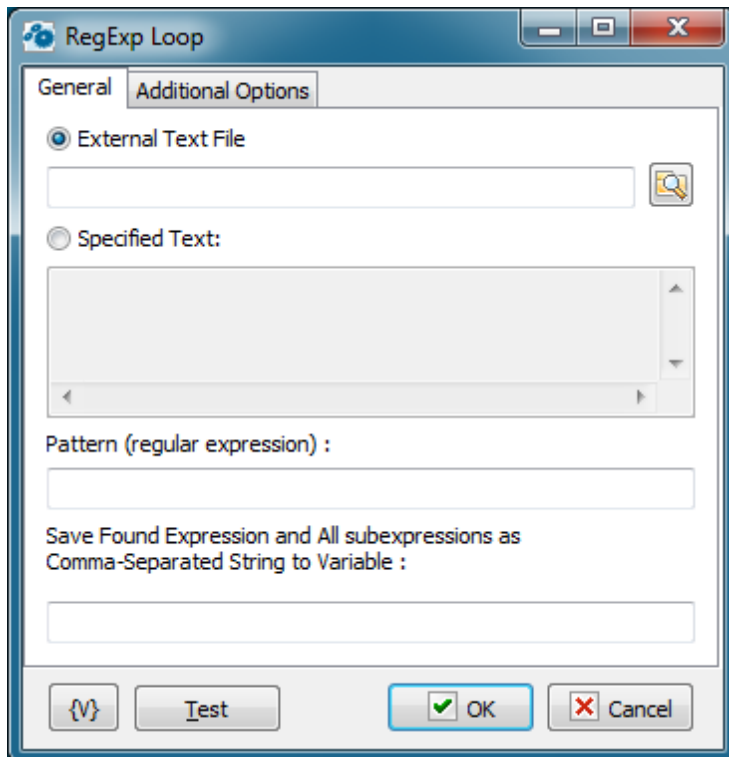 RegExp Loop
General
Additional Options
External Text File
Specified Text:
Pattern (regular expression) :
Save Found Expression and All subexpressions as
Comma-Separated String to Variable :
{V}
Test
OK
Cancel